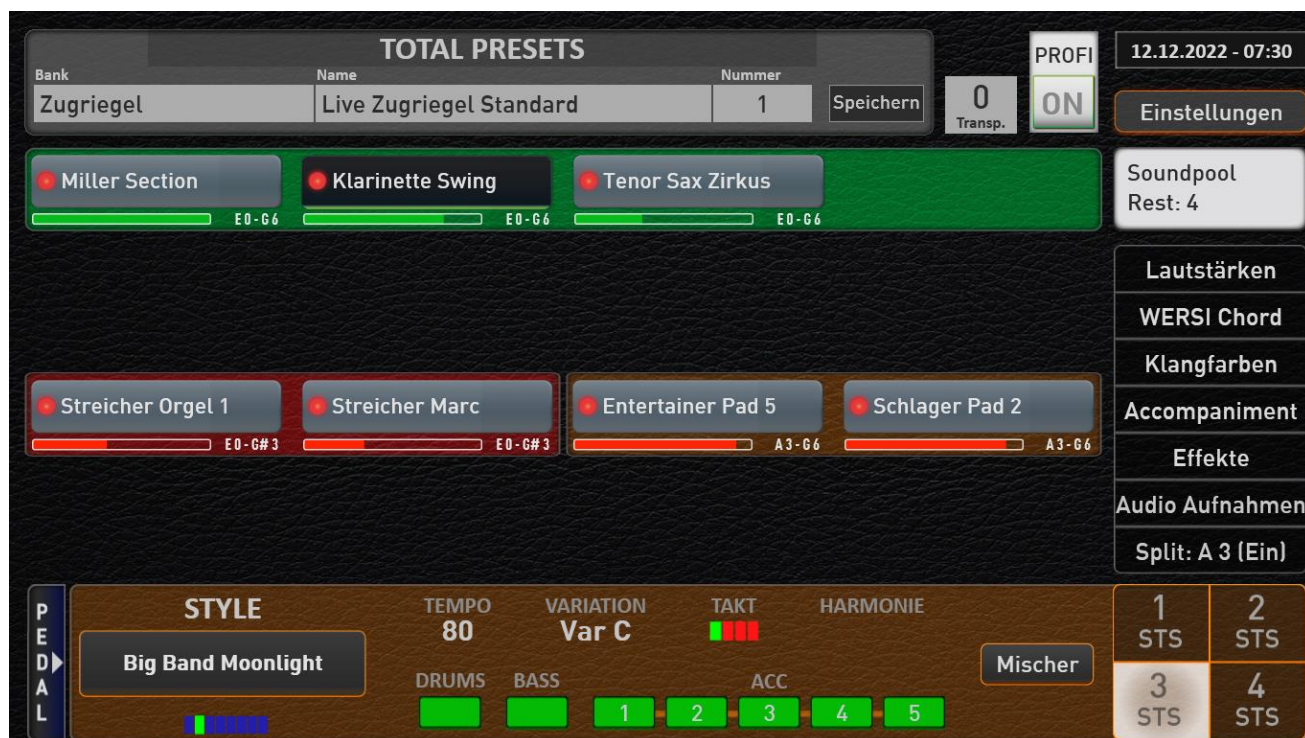 TOTAL PRESETS
Bank Name Nummer
Zugriegel Live Zugriegel Standard 1 Speichern
0
Transp.
PROFI
ON
12.12.2022 - 07:30
Einstellungen
Miller Section Klarinette Swing Tenor Sax Zirkus
E0-G6 E0-G6 E0-G6
Soundpool
Rest: 4
Lautstärken
WERSI Chord
Klangfarben
Accompaniment
Effekte
Audio Aufnahmen
Split: A 3 (Ein)
Streicher Orgel 1 Streicher Marc Entertainer Pad 5 Schlager Pad 2
E0-G#3 E0-G#3 A3-G6 A3-G6
PEDAL
STYLE
Big Band Moonlight
TEMPO VARIATION TAKT HARMONIE
80 Var C
DRUMS BASS ACC
1 2 3 4 5
Mischer
1 2
STS STS
3 4
STS STS